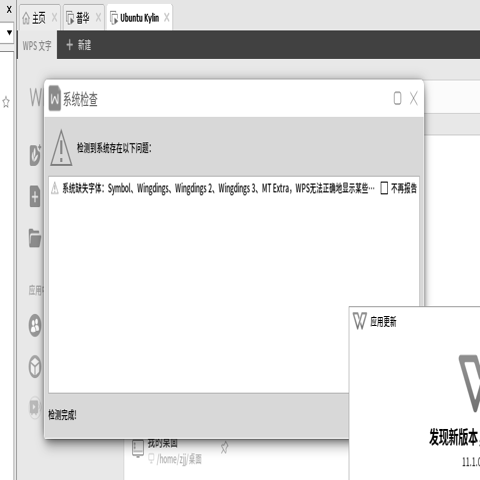 主页
普华
Ubuntu Kylin
WPS 文字
新建
系统检查
检测到系统存在以下问题:
系统缺失字体: Symbol、Wingdings、Wingdings 2、Wingdings 3、MT Extra，WPS无法正确地显示某些… 不再报告
应用更新
发现新版本
11.1.0
检测完成!
我的桌面
/home/zjj/桌面